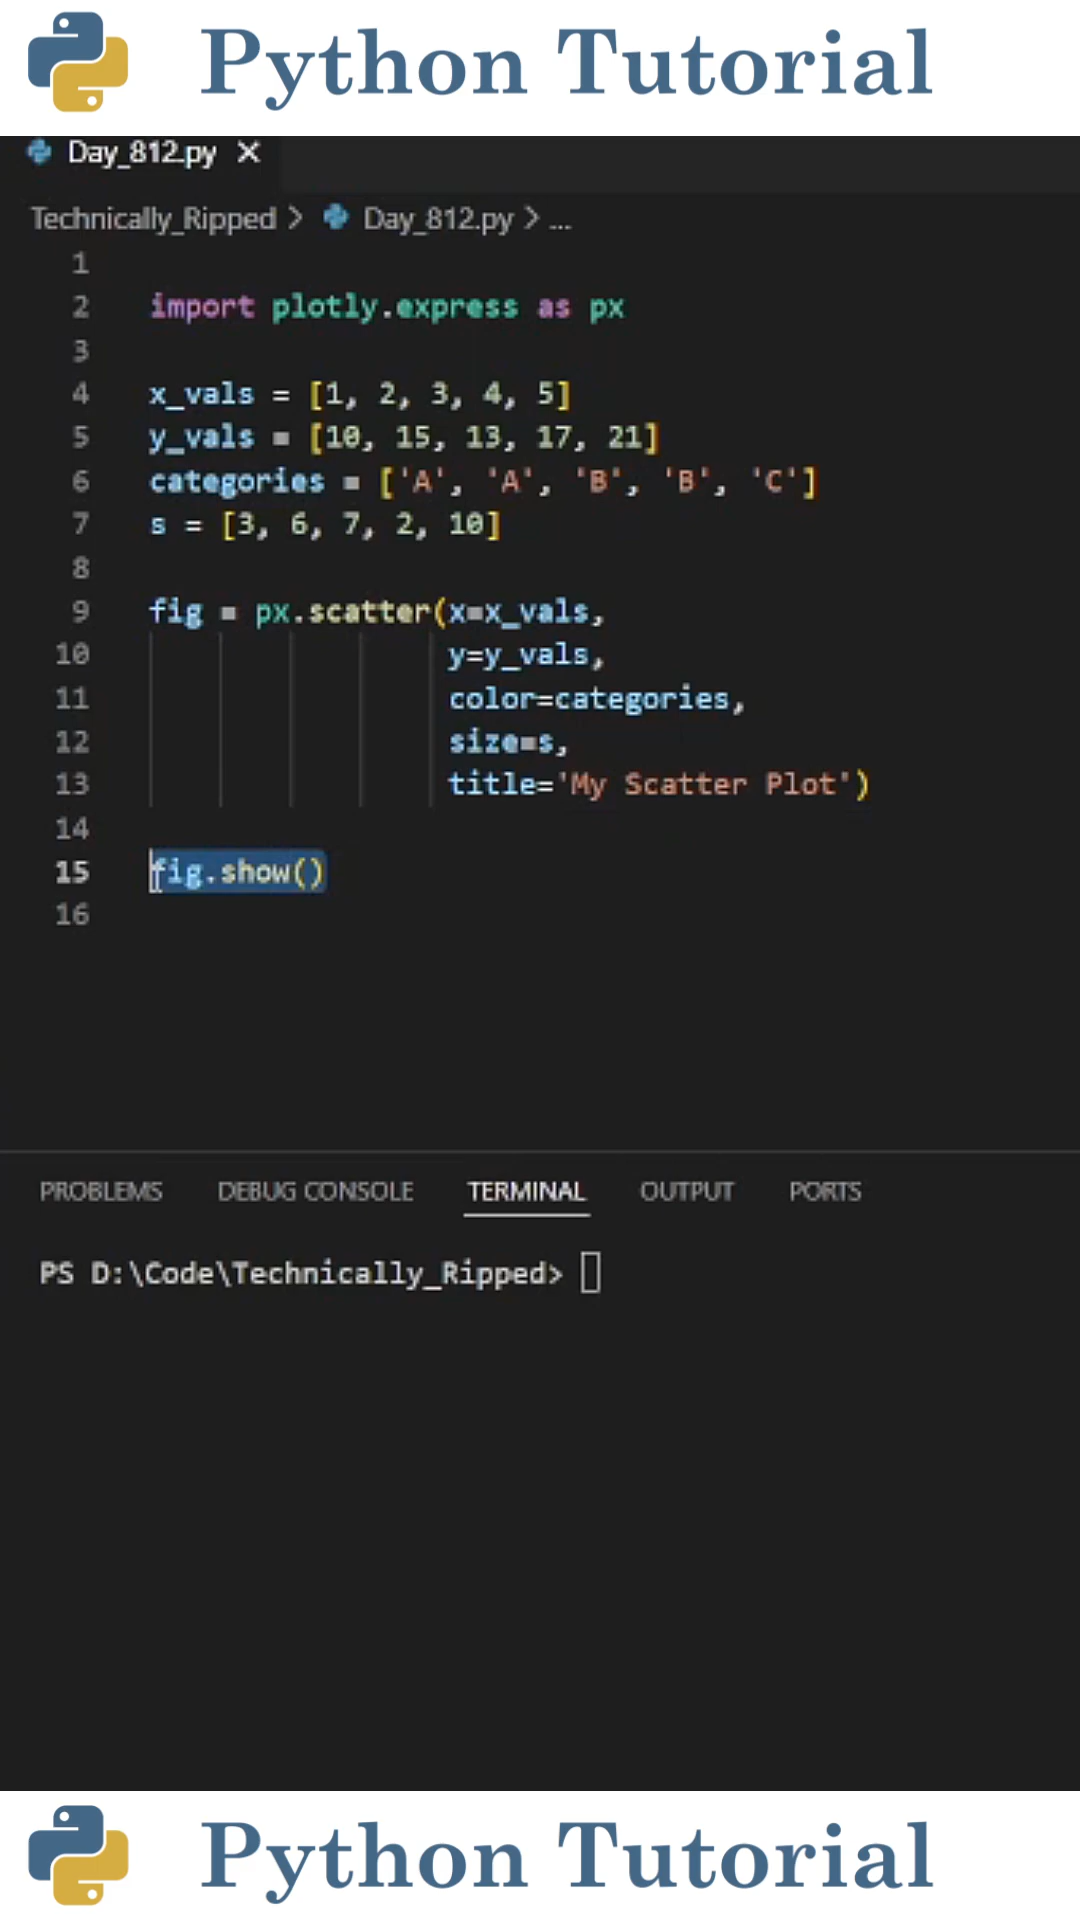 Python Tutorial
Day_812.py ×
Technically_Ripped > Day_812.py > ...
1
2 import plotly.express as px
3
4 x_vals = [1, 2, 3, 4, 5]
5 y_vals = [10, 15, 13, 17, 21]
6 categories = ['A', 'A', 'B', 'B', 'C']
7 s = [3, 6, 7, 2, 10]
8
9 fig = px.scatter(x=x_vals,
10 y=y_vals,
11 color=categories,
12 size=s,
13 title='My Scatter Plot')
14
15 fig.show()
16
PROBLEMS DEBUG CONSOLE TERMINAL OUTPUT PORTS
PS D:\Code\Technically_Ripped>
Python Tutorial